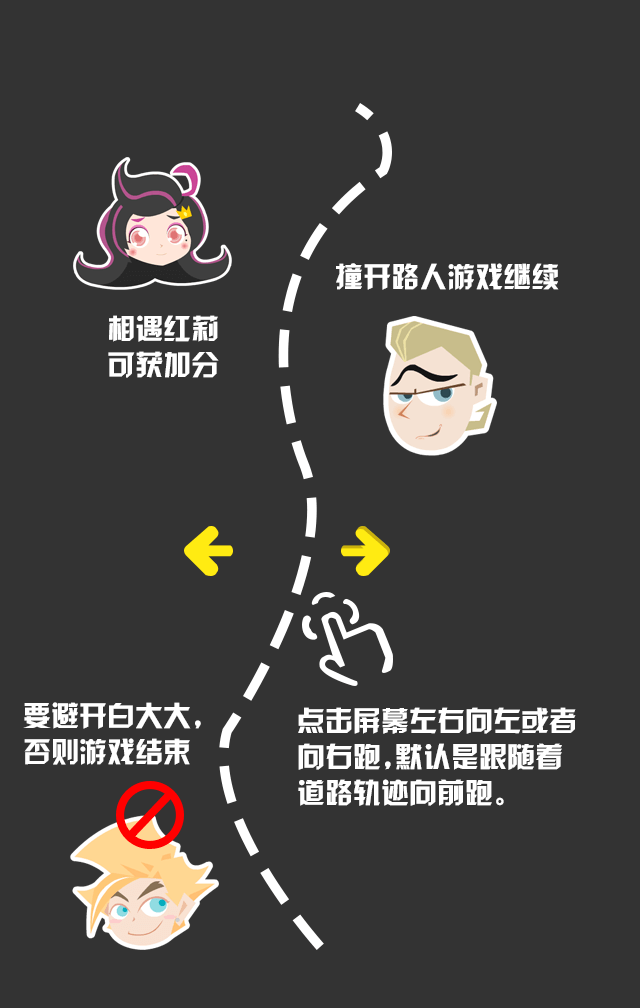 撞开路人游戏继续
相遇红莉
可获加分
要避开白大大，
否则游戏结束
点击屏幕左右向左或者
向右跑，默认是跟随着
道路轨迹向前跑。